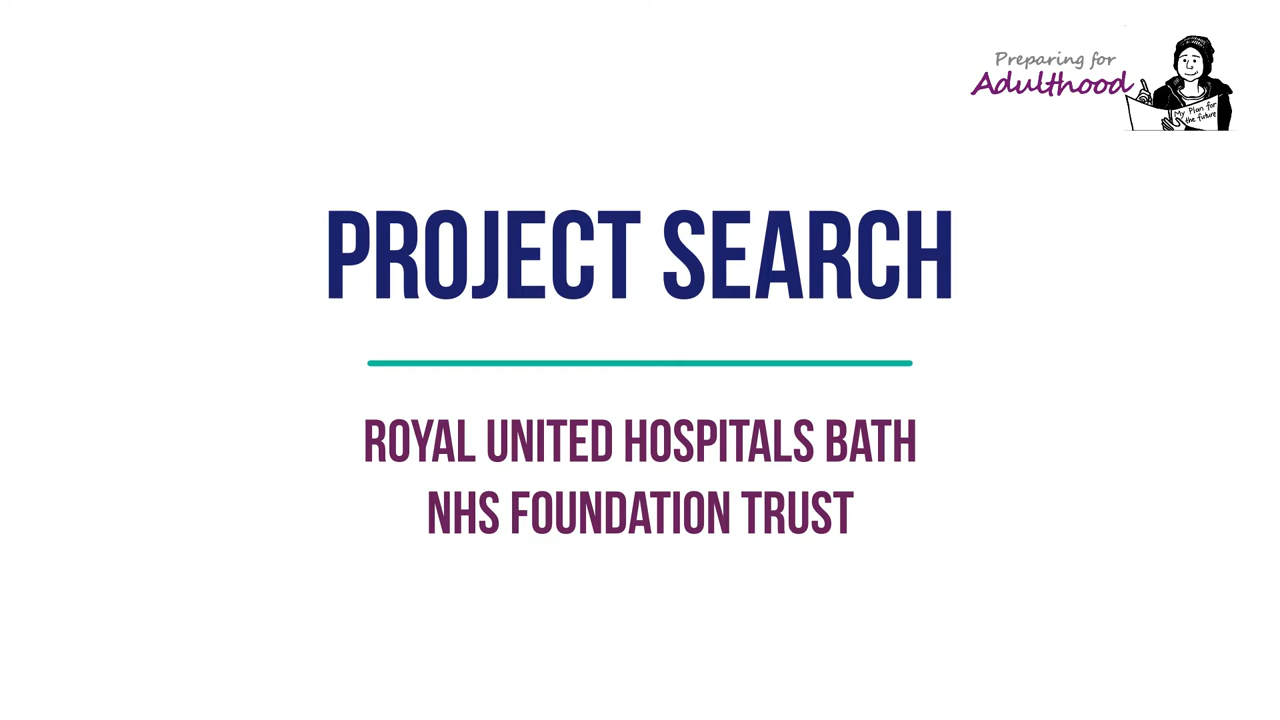 Preparing for
Adulthood
My Plan for
the future
PROJECT SEARCH
ROYAL UNITED HOSPITALS BATH
NHS FOUNDATION TRUST